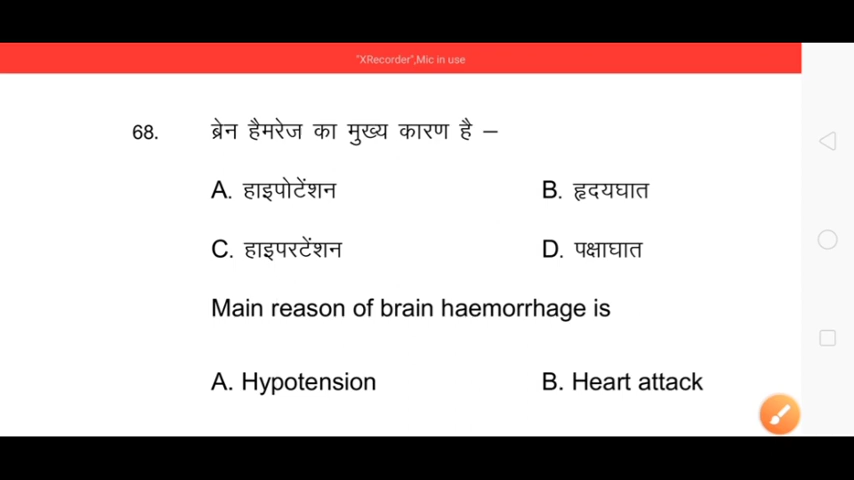 "XRecorder",Mic in use
68. ब्रेन हैमरेज का मुख्य कारण है –
A. हाइपोटेंशन B. हृदयघात
C. हाइपरटेंशन D. पक्षाघात
Main reason of brain haemorrhage is
A. Hypotension B. Heart attack